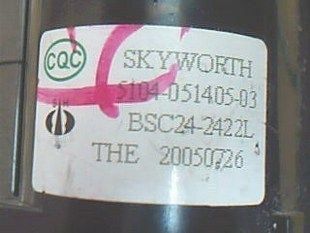 CQC
SKYWORTH
5104-051405-03
BSC24-2422L
THE 20050726